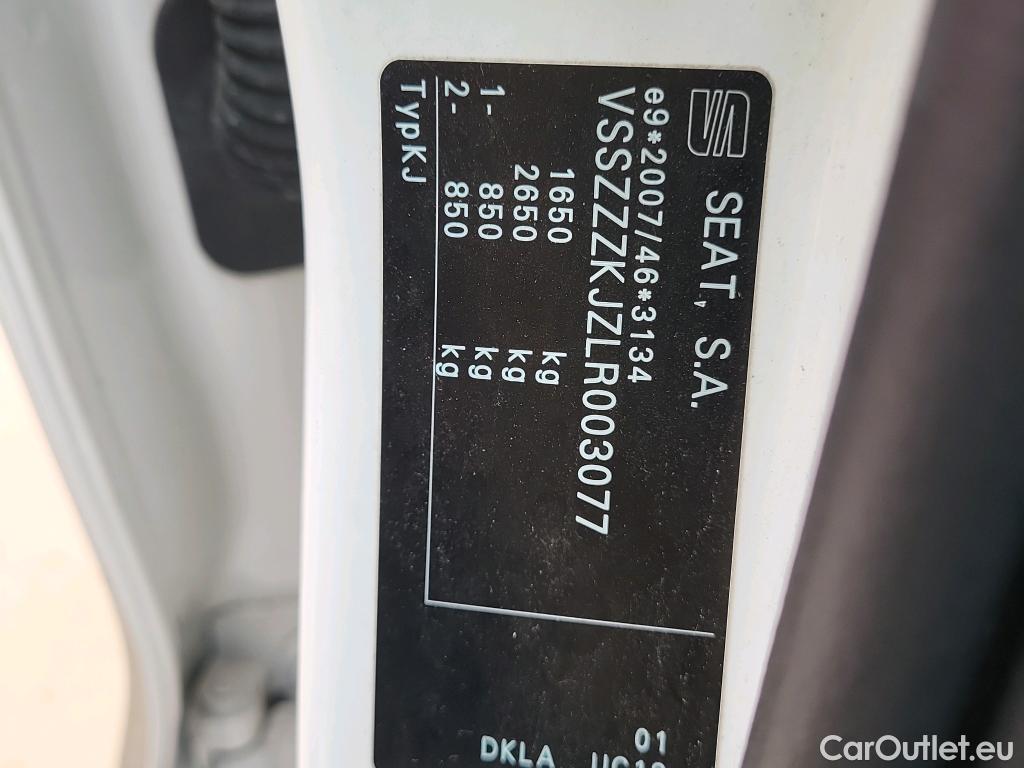 SEAT, S.A.
e9*2007/46*3134
VSSZZZKJZLR003077
1650 kg
2650 kg
1- 850 kg
2- 850 kg
TypKJ
01
DKLA
CarOutlet.eu